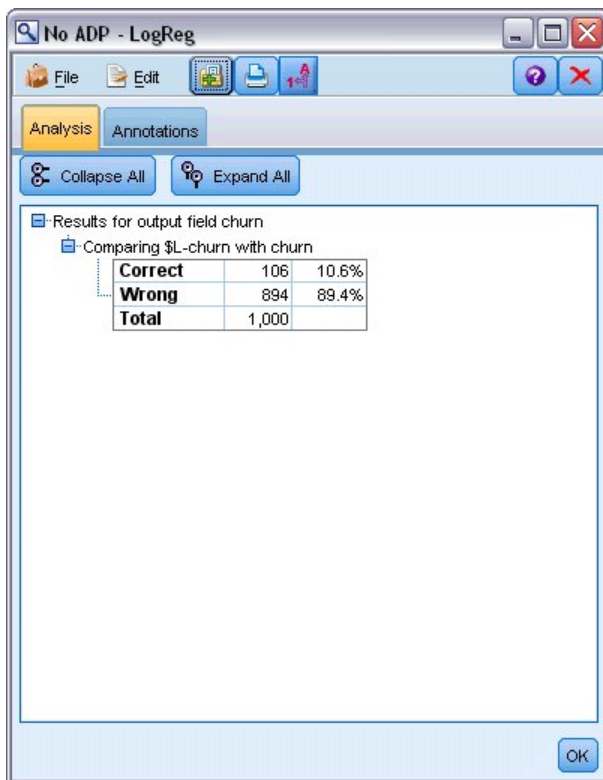 No ADP - LogReg
File Edit
Analysis Annotations
Collapse All Expand All
Results for output field churn
Comparing $L-churn with churn
Correct 106 10.6%
Wrong 894 89.4%
Total 1,000
OK